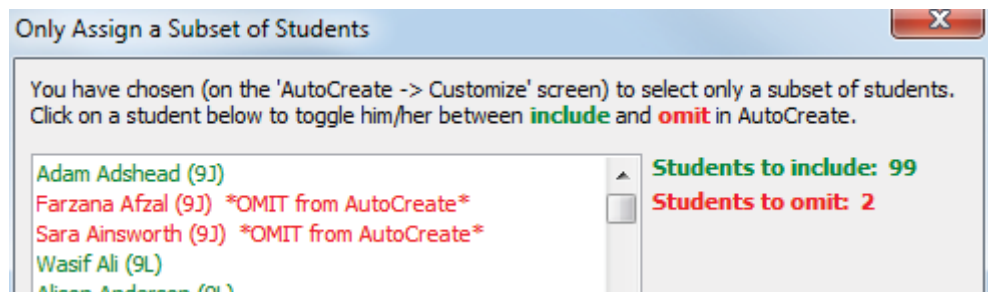 Only Assign a Subset of Students
You have chosen (on the 'AutoCreate -> Customize' screen) to select only a subset of students.
Click on a student below to toggle him/her between include and omit in AutoCreate.
Adam Adshead (9J)
Students to include: 99
Farzana Afzal (9J) *OMIT from AutoCreate*
Students to omit: 2
Sara Ainsworth (9J) *OMIT from AutoCreate*
Wasif Ali (9L)